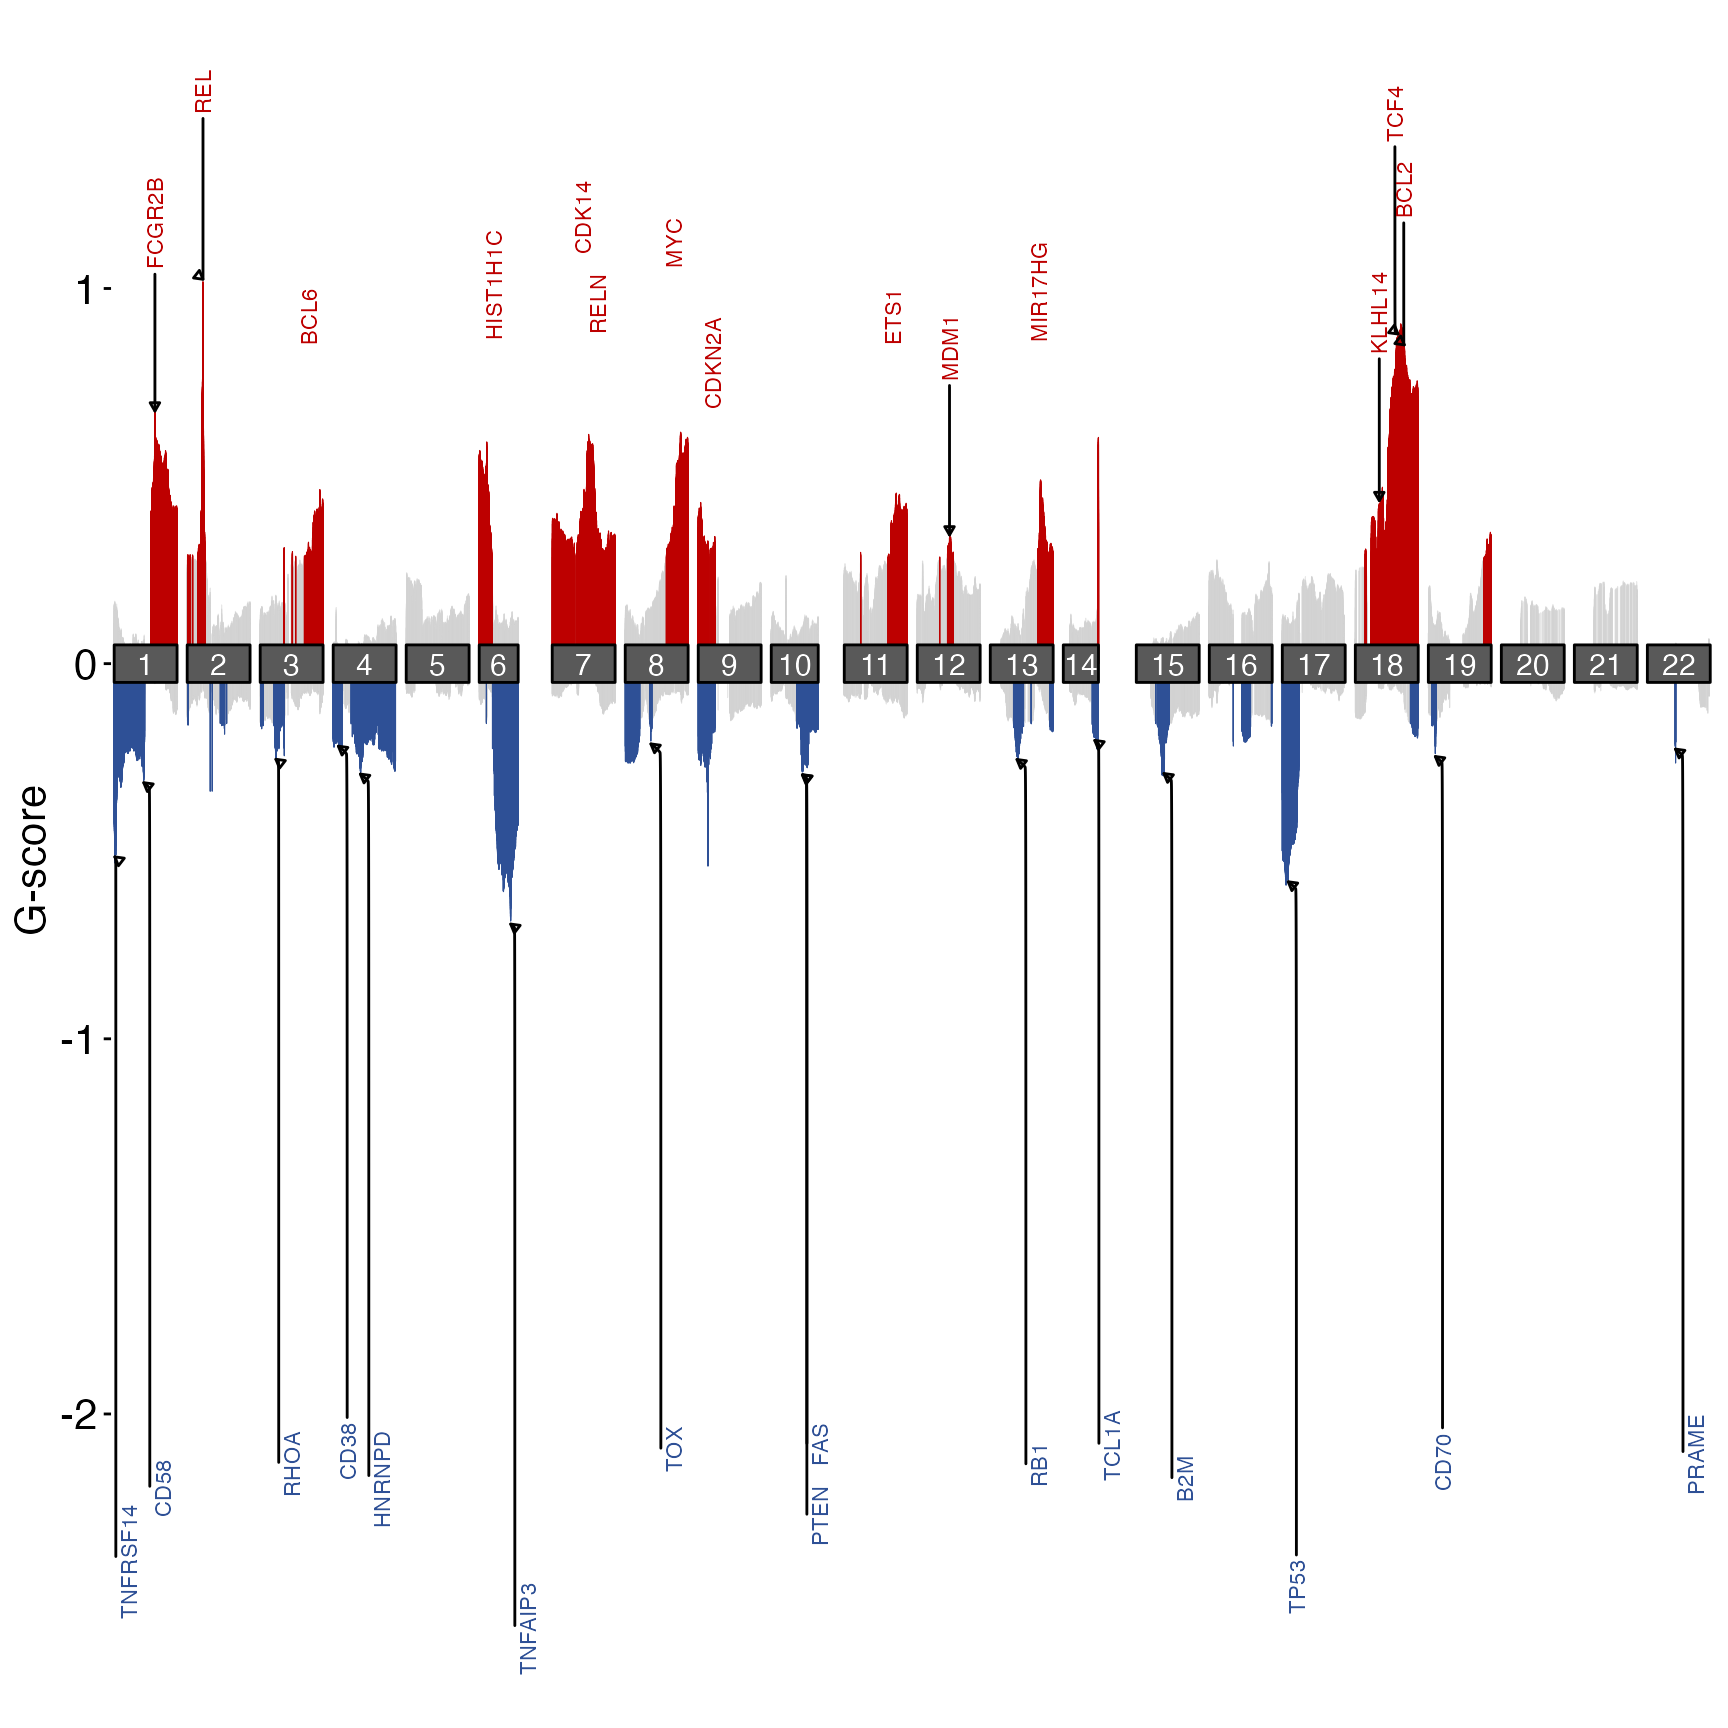 REL
TCF4
BCL2
FCGR2B
CDK14
MYC
HIST1H1C
MIR17HG
RELN
KLHL14
BCL6
ETS1
MDM1
CDKN2A
1
0
1 2 3 4 5 6 7 8 9 10 11 12 13 14 15 16 17 18 19 20 21 22
G-score
-1
-2
CD38
FAS
TCL1A
CD70
PRAME
RHOA
TOX
RB1
HNRNPD
B2M
CD58
PTEN
TNFRSF14
TP53
TNFAIP3